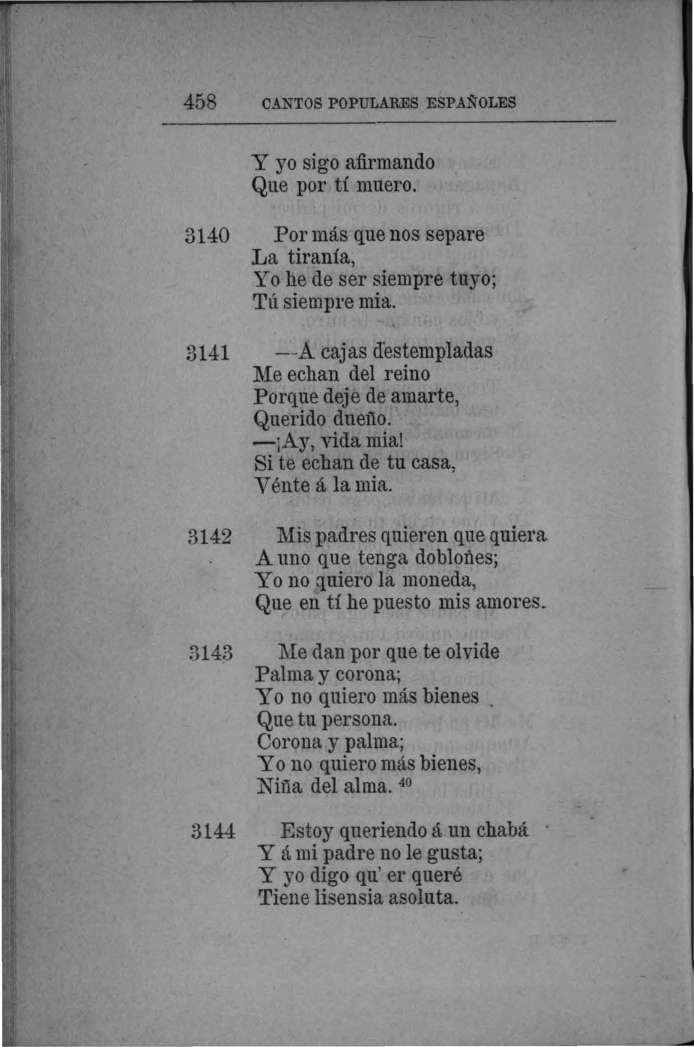 458 CANTOS POPULARES ESPAÑOLES
Y yo sigo afirmando
Que por tí muero.
3140 Por más que nos separe
La tiranía,
Yo he de ser siempre tuyo;
Tú siempre mia.
3141 —A cajas destempladas
Me echan del reino
Porque deje de amarte,
Querido dueño.
—¡Ay, vida mia!
Si te echan de tu casa,
Vénte á la mia.
3142 Mis padres quieren que quiera
A uno que tenga doblones;
Yo no quiero la moneda,
Que en tí he puesto mis amores.
3143 Me dan por que te olvide
Palma y corona;
Yo no quiero más bienes
Que tu persona.
Corona y palma;
Yo no quiero más bienes,
Niña del alma. 40
3144 Estoy queriendo á un chabá
Y á mi padre no le gusta;
Y yo digo qu' er queré
Tiene lisensia asoluta.